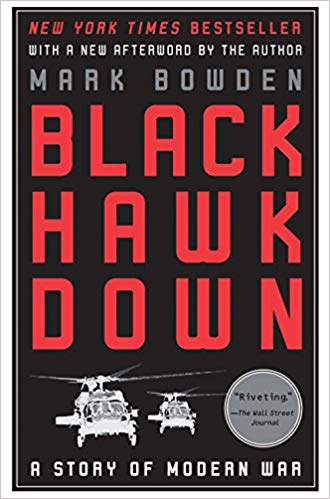 NEW YORK TIMES BESTSELLER
WITH A NEW AFTERWORD BY THE AUTHOR
MARK BOWDEN
BLACK
HAWK
DOWN
"Riveting."
—The Wall Street
Journal
A STORY OF MODERN WAR